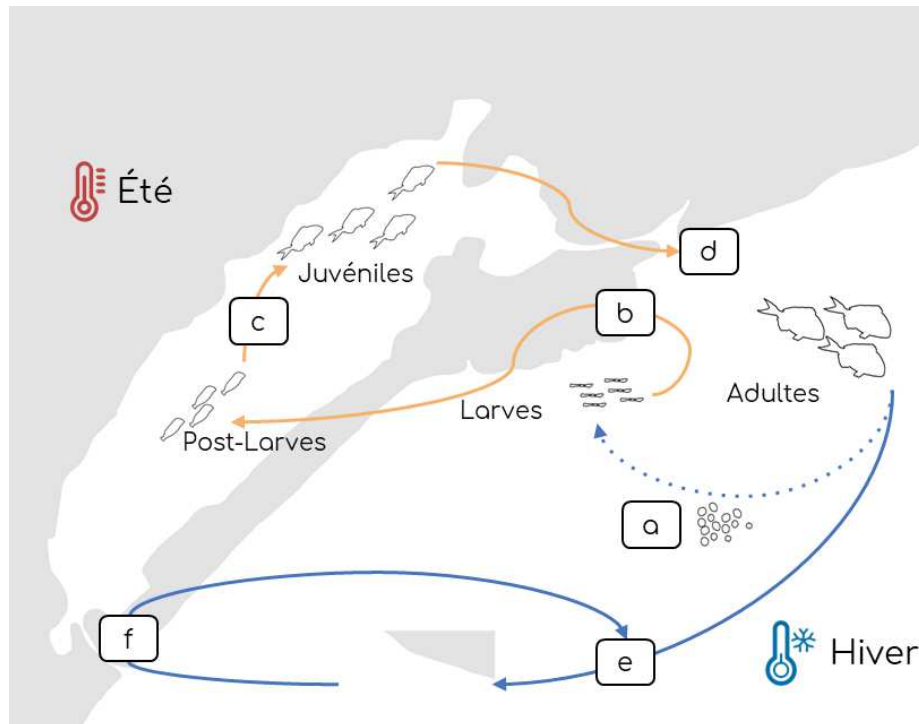 Été
d
Juvéniles
c
b
Adultes
Larves
Post-Larves
a
f
e
Hiver